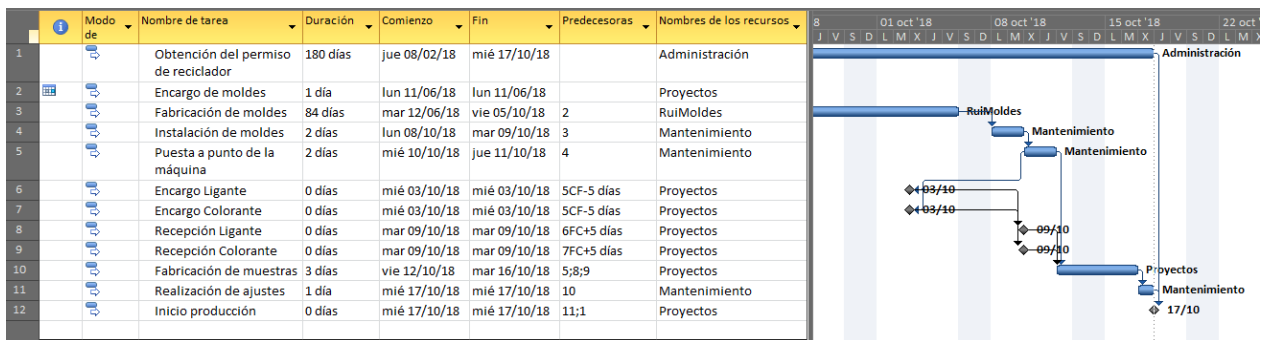 Modo de	Nombre de tarea	Duración	Comienzo	Fin	Predecesoras	Nombres de los recursos
1	Obtención del permiso de reciclador	180 días	jue 08/02/18	mié 17/10/18		Administración
2	Encargo de moldes	1 día	lun 11/06/18	lun 11/06/18		Proyectos
3	Fabricación de moldes	84 días	mar 12/06/18	vie 05/10/18	2	RuiMoldes
4	Instalación de moldes	2 días	lun 08/10/18	mar 09/10/18	3	Mantenimiento
5	Puesta a punto de la máquina	2 días	mié 10/10/18	jue 11/10/18	4	Mantenimiento
6	Encargo Ligante	0 días	mié 03/10/18	mié 03/10/18	5CF-5 días	Proyectos
7	Encargo Colorante	0 días	mié 03/10/18	mié 03/10/18	5CF-5 días	Proyectos
8	Recepción Ligante	0 días	mar 09/10/18	mar 09/10/18	6FC+5 días	Proyectos
9	Recepción Colorante	0 días	mar 09/10/18	mar 09/10/18	7FC+5 días	Proyectos
10	Fabricación de muestras	3 días	vie 12/10/18	mar 16/10/18	5;8;9	Proyectos
11	Realización de ajustes	1 día	mié 17/10/18	mié 17/10/18	10	Mantenimiento
12	Inicio producción	0 días	mié 17/10/18	mié 17/10/18	11;1	Proyectos
8	01 oct '18	08 oct '18	15 oct '18	22 oct '
J V S D L M X J V S D L M X J V S D L M X J V S D L M X
Administración
RuiMoldes
Mantenimiento
Mantenimiento
03/10
03/10
09/10
09/10
Proyectos
Mantenimiento
17/10